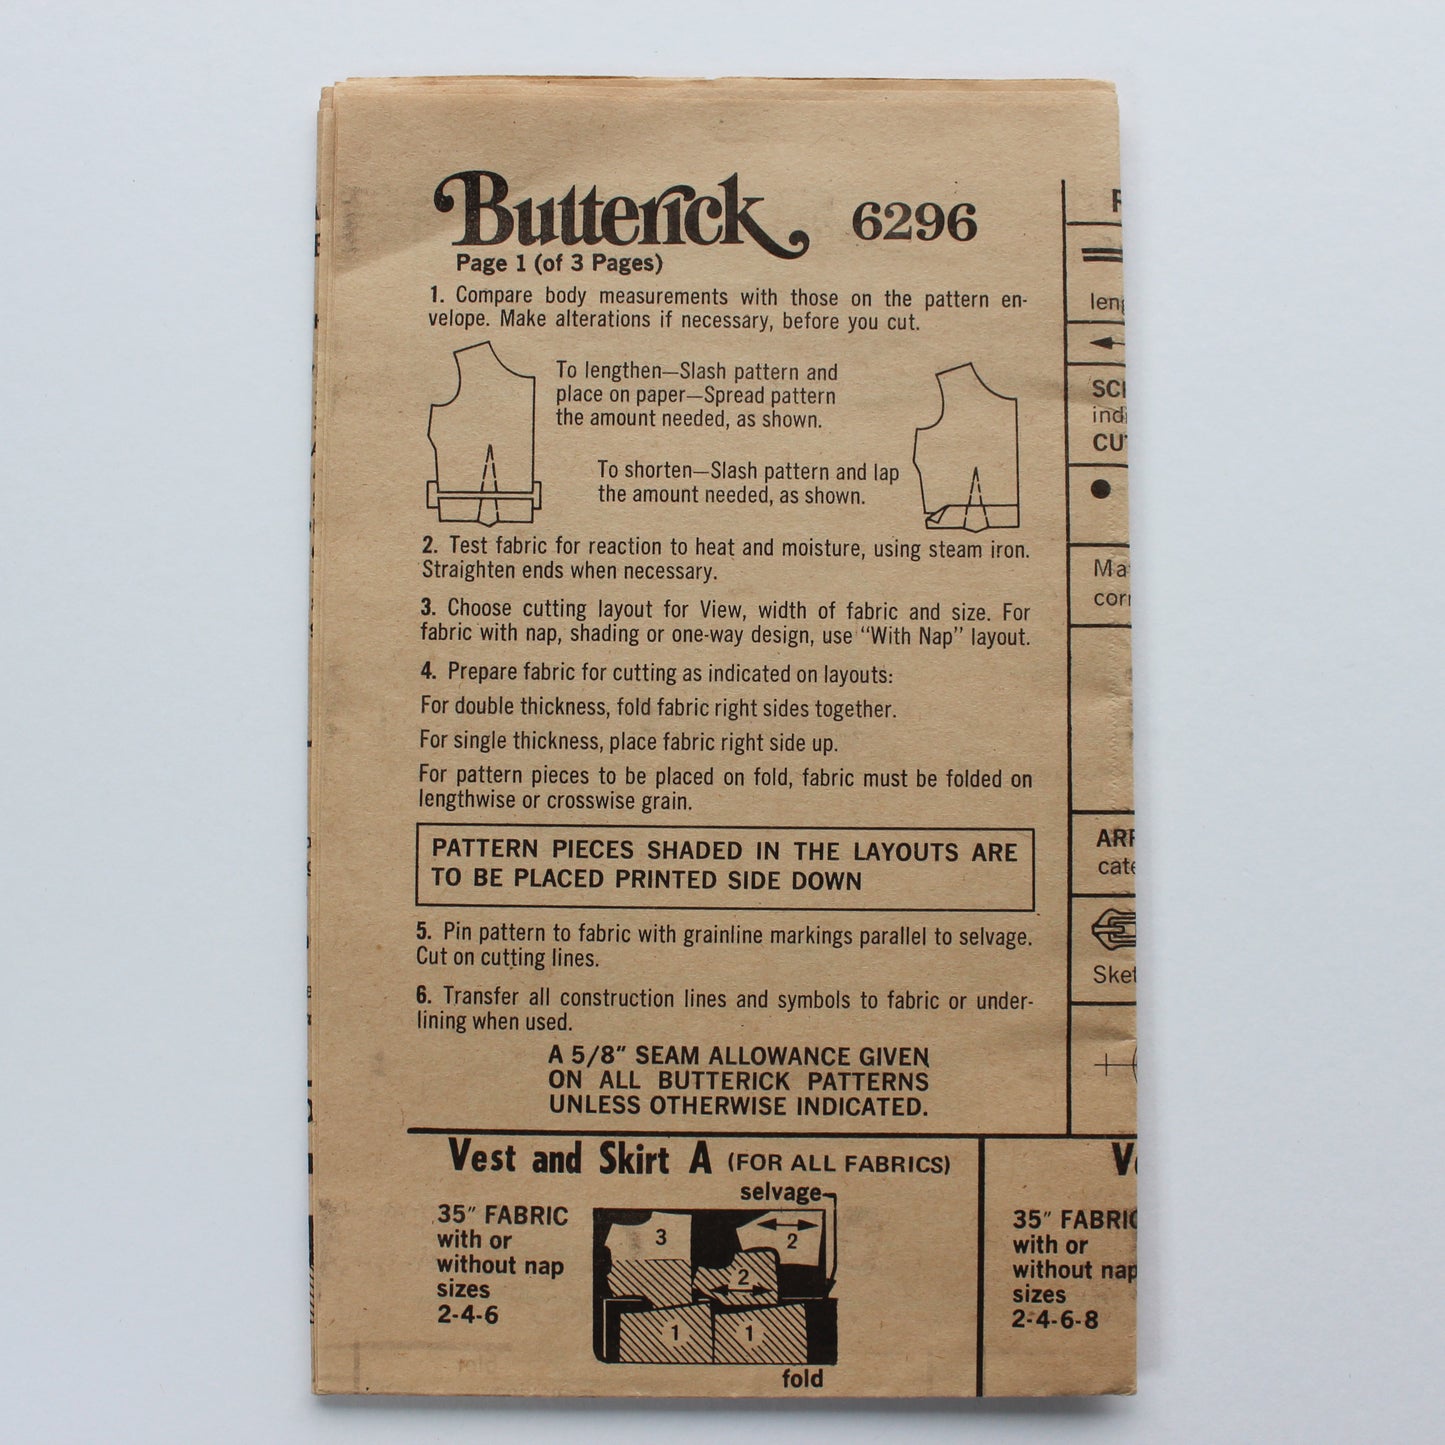 Butterick 6296
Page 1 (of 3 Pages)
1. Compare body measurements with those on the pattern en-
velope. Make alterations if necessary, before you cut.
To lengthen—Slash pattern and
place on paper—Spread pattern
the amount needed, as shown.
To shorten—Slash pattern and lap
the amount needed, as shown.
2. Test fabric for reaction to heat and moisture, using steam iron.
Straighten ends when necessary.
3. Choose cutting layout for View, width of fabric and size. For
fabric with nap, shading or one-way design, use “With Nap” layout.
4. Prepare fabric for cutting as indicated on layouts:
For double thickness, fold fabric right sides together.
For single thickness, place fabric right side up.
For pattern pieces to be placed on fold, fabric must be folded on
lengthwise or crosswise grain.
PATTERN PIECES SHADED IN THE LAYOUTS ARE
TO BE PLACED PRINTED SIDE DOWN
5. Pin pattern to fabric with grainline markings parallel to selvage.
Cut on cutting lines.
6. Transfer all construction lines and symbols to fabric or under-
lining when used.
A 5/8” SEAM ALLOWANCE GIVEN
ON ALL BUTTERICK PATTERNS
UNLESS OTHERWISE INDICATED.
Vest and Skirt A (FOR ALL FABRICS)
selvage
35” FABRIC
with or
without nap
sizes
2-4-6
3
2
2
1
1
fold
35” FABRIC
with or
without nap
sizes
2-4-6-8